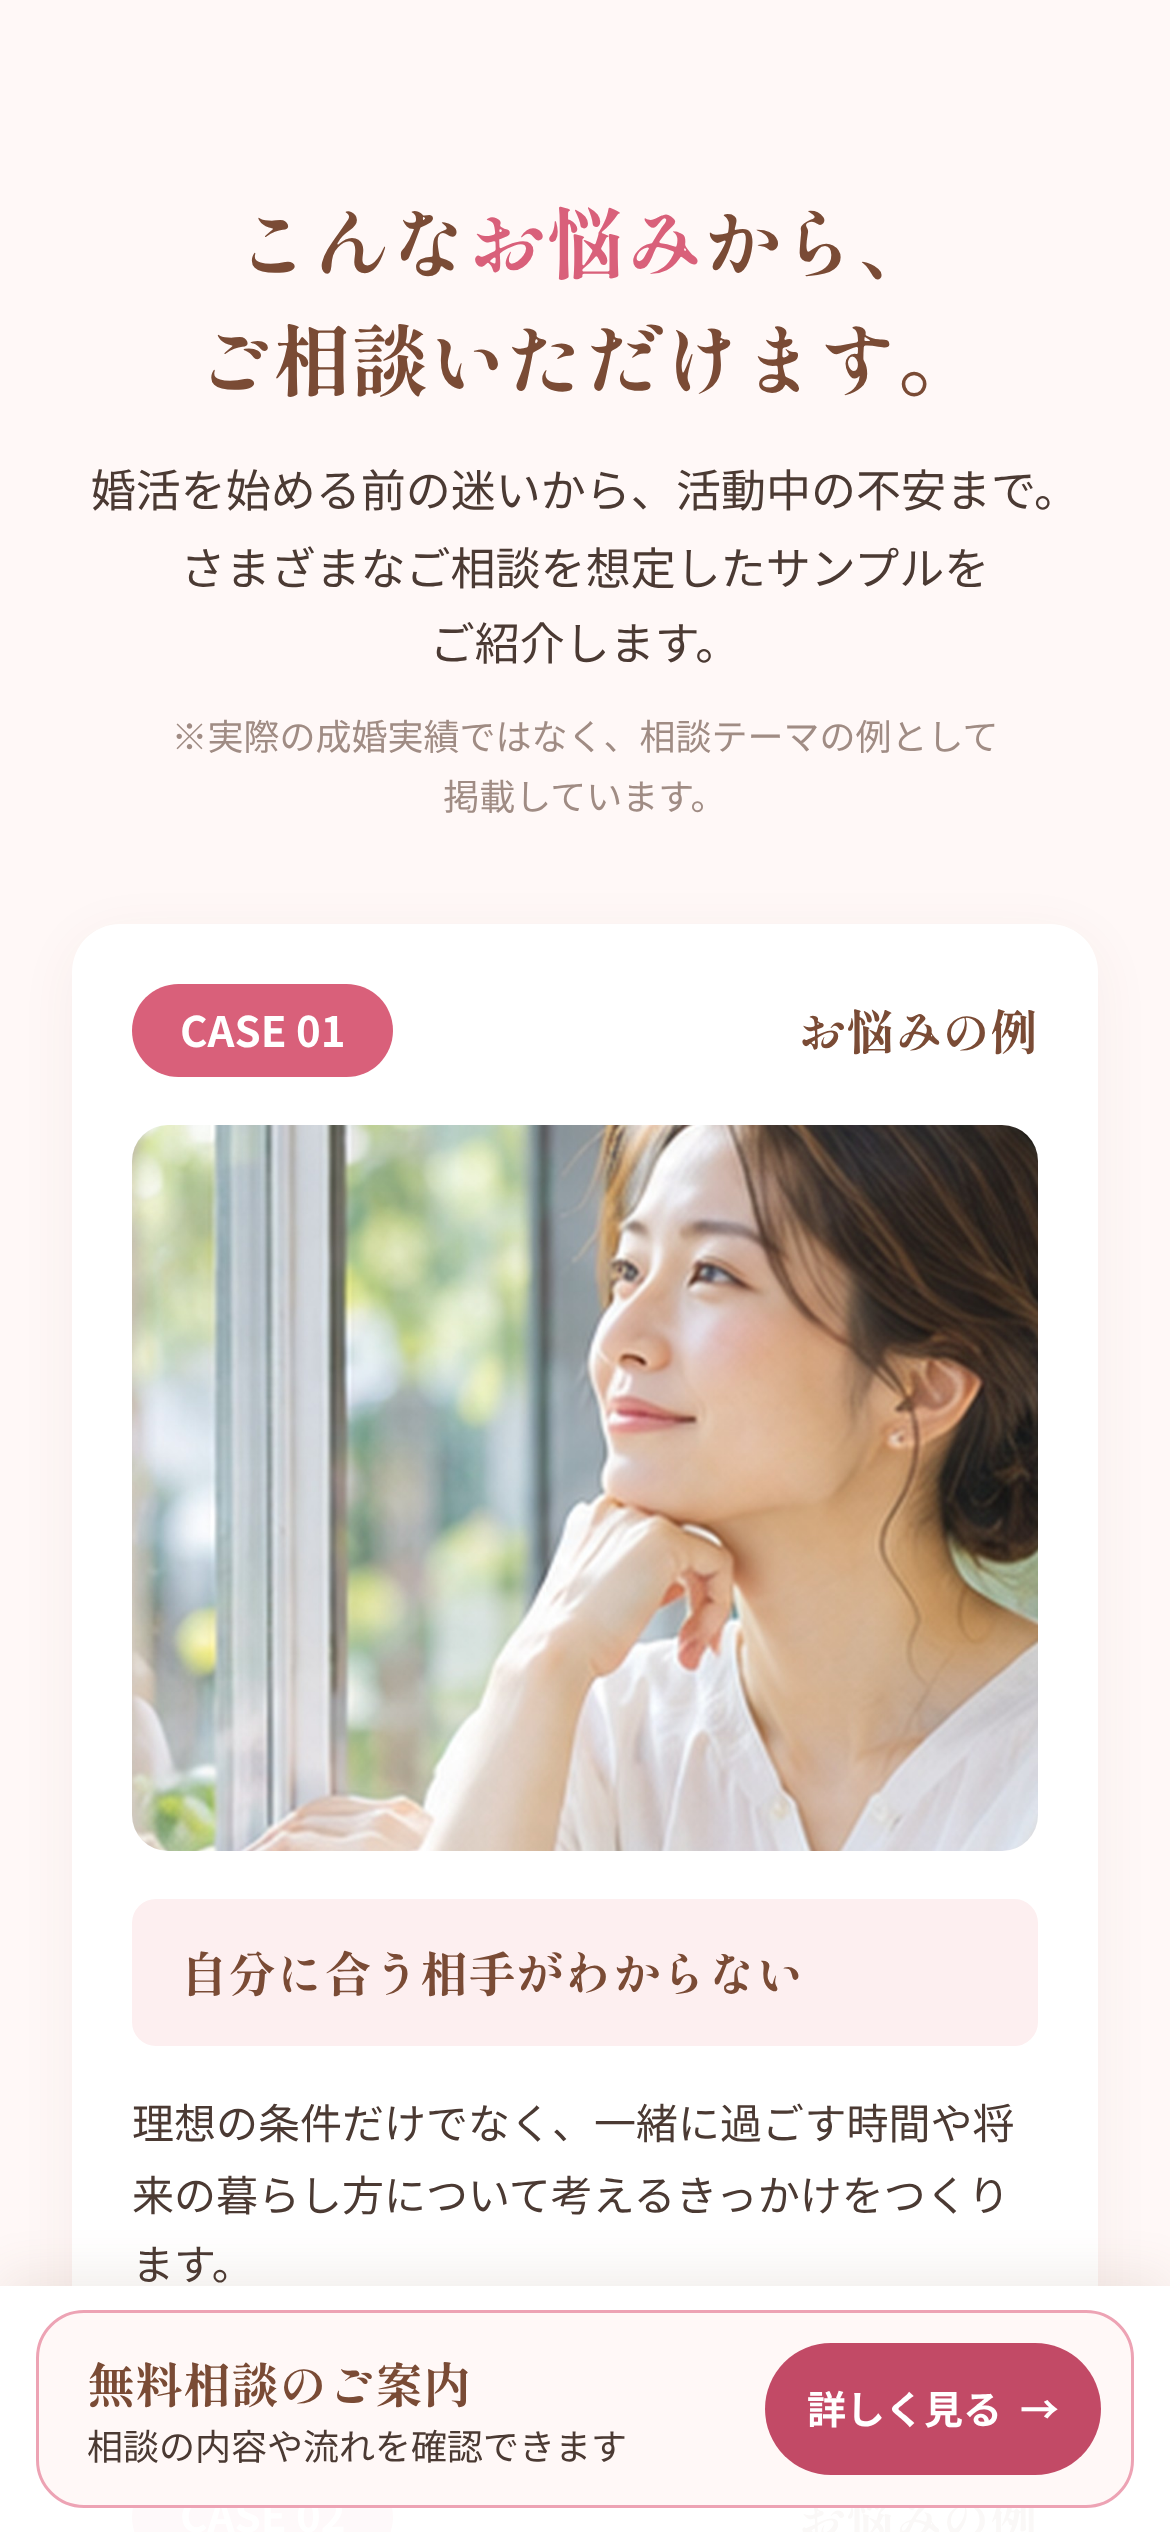 こんなお悩みから、
ご相談いただけます。
婚活を始める前の迷いから、活動中の不安まで。
さまざまなご相談を想定したサンプルを
ご紹介します。
※実際の成婚実績ではなく、相談テーマの例として
掲載しています。
CASE 01
お悩みの例
自分に合う相手がわからない
理想の条件だけでなく、一緒に過ごす時間や将
来の暮らし方について考えるきっかけをつくり
ます。
無料相談のご案内
相談の内容や流れを確認できます
詳しく見る →
CASE 02
お悩みの例